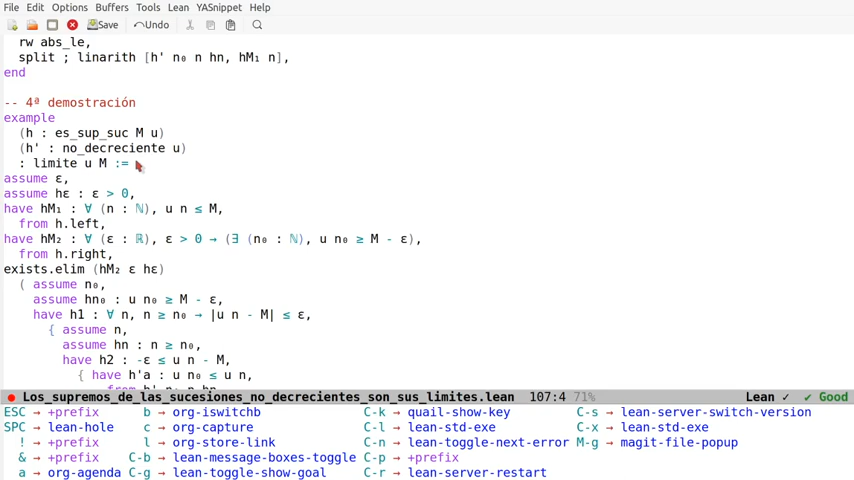 File Edit Options Buffers Tools Lean YASnippet Help
Save Undo
rw abs_le,
split ; linarith [h' n₀ n hn, hM₁ n],
end
-- 4ª demostración
example
(h : es_sup_suc M u)
(h' : no_decreciente u)
: limite u M :=
assume ε,
assume hε : ε > 0,
have hM₁ : ∀ (n : ℕ), u n ≤ M,
from h.left,
have hM₂ : ∀ (ε : ℝ), ε > 0 → (∃ (n₀ : ℕ), u n₀ ≥ M - ε),
from h.right,
exists.elim (hM₂ ε hε)
( assume n₀,
assume hn₀ : u n₀ ≥ M - ε,
have h1 : ∀ n, n ≥ n₀ → |u n - M| ≤ ε,
{ assume n,
assume hn : n ≥ n₀,
have h2 : -ε ≤ u n - M,
{ have h'a : u n₀ ≤ u n,
from h' n₀ n hn,
Los_supremos_de_las_sucesiones_no_decrecientes_son_sus_limites.lean 107:4 71% Lean ✓ ✔ Good
ESC → +prefix b → org-iswitchb C-k → quail-show-key C-s → lean-server-switch-version
SPC → lean-hole c → org-capture C-l → lean-std-exe C-x → lean-std-exe
! → +prefix l → org-store-link C-n → lean-toggle-next-error M-g → magit-file-popup
& → +prefix C-b → lean-message-boxes-toggle C-p → +prefix
a → org-agenda C-g → lean-toggle-show-goal C-r → lean-server-restart